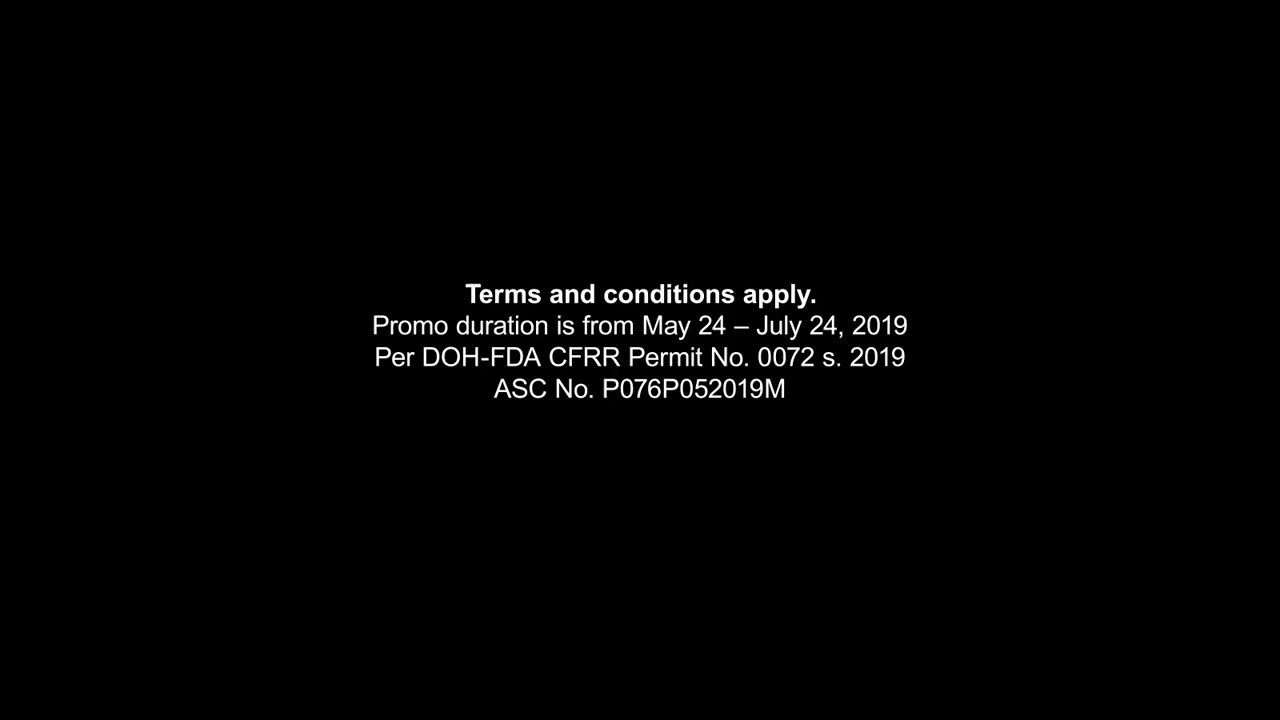 Terms and conditions apply.
Promo duration is from May 24 – July 24, 2019
Per DOH-FDA CFRR Permit No. 0072 s. 2019
ASC No. P076P052019M